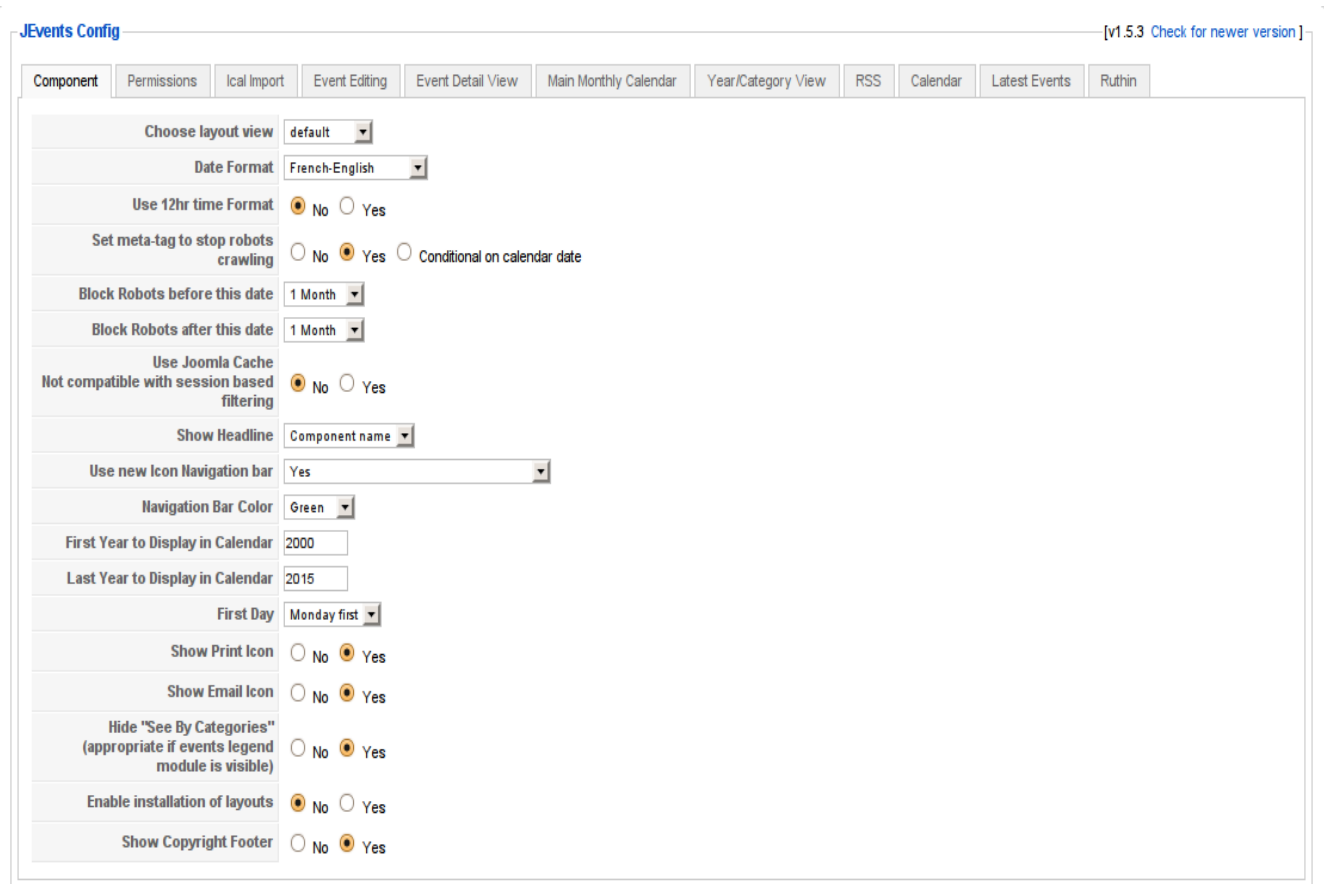 JEvents Config [v1.5.3 Check for newer version ]
Component Permissions Ical Import Event Editing Event Detail View Main Monthly Calendar Year/Category View RSS Calendar Latest Events Ruthin
Choose layout view default
Date Format French-English
Use 12hr time Format No Yes
Set meta-tag to stop robots
crawling No Yes Conditional on calendar date
Block Robots before this date 1 Month
Block Robots after this date 1 Month
Use Joomla Cache
Not compatible with session based
filtering No Yes
Show Headline Component name
Use new Icon Navigation bar Yes
Navigation Bar Color Green
First Year to Display in Calendar 2000
Last Year to Display in Calendar 2015
First Day Monday first
Show Print Icon No Yes
Show Email Icon No Yes
Hide "See By Categories"
(appropriate if events legend
module is visible) No Yes
Enable installation of layouts No Yes
Show Copyright Footer No Yes